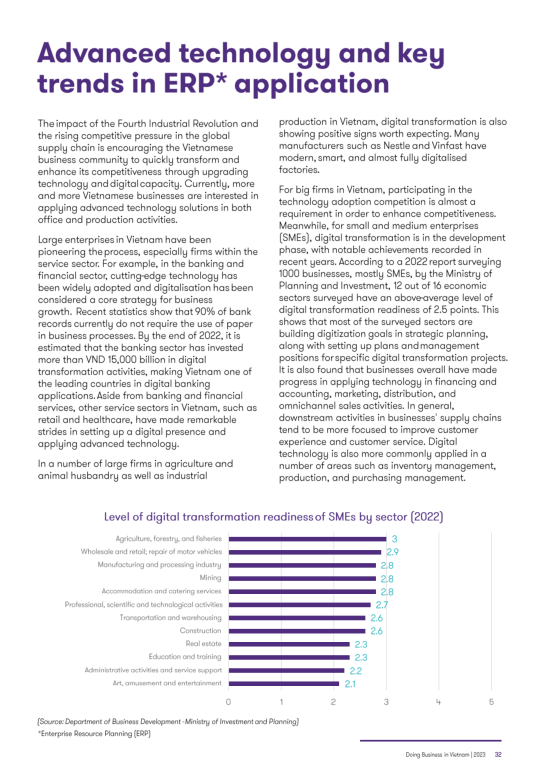 Advanced technology and key
trends in ERP* application
The impact of the Fourth Industrial Revolution and
the rising competitive pressure in the global
supply chain is encouraging the Vietnamese
business community to quickly transform and
enhance its competitiveness through upgrading
technology and digital capacity. Currently, more
and more Vietnamese businesses are interested in
applying advanced technology solutions in both
office and production activities.
Large enterprises in Vietnam have been
pioneering the process, especially firms within the
service sector. For example, in the banking and
financial sector, cutting-edge technology has
been widely adopted and digitalisation has been
considered a core strategy for business
growth. Recent statistics show that 90% of bank
records currently do not require the use of paper
in business processes. By the end of 2022, it is
estimated that the banking sector has invested
more than VND 15,000 billion in digital
transformation activities, making Vietnam one of
the leading countries in digital banking
applications. Aside from banking and financial
services, other service sectors in Vietnam, such as
retail and healthcare, have made remarkable
strides in setting up a digital presence and
applying advanced technology.
In a number of large firms in agriculture and
animal husbandry as well as industrial
production in Vietnam, digital transformation is also
showing positive signs worth expecting. Many
manufacturers such as Nestle and Vinfast have
modern, smart, and almost fully digitalised
factories.
For big firms in Vietnam, participating in the
technology adoption competition is almost a
requirement in order to enhance competitiveness.
Meanwhile, for small and medium enterprises
(SMEs), digital transformation is in the development
phase, with notable achievements recorded in
recent years. According to a 2022 report surveying
1000 businesses, mostly SMEs, by the Ministry of
Planning and Investment, 12 out of 16 economic
sectors surveyed have an above-average level of
digital transformation readiness of 2.5 points. This
shows that most of the surveyed sectors are
building digitization goals in strategic planning,
along with setting up plans and management
positions for specific digital transformation projects.
It is also found that businesses overall have made
progress in applying technology in financing and
accounting, marketing, distribution, and
omnichannel sales activities. In general,
downstream activities in businesses' supply chains
tend to be more focused to improve customer
experience and customer service. Digital
technology is also more commonly applied in a
number of areas such as inventory management,
production, and purchasing management.
Level of digital transformation readiness of SMEs by sector (2022)
Agriculture, forestry, and fisheries 3
Wholesale and retail; repair of motor vehicles 2.9
Manufacturing and processing industry 2.8
Mining 2.8
Accommodation and catering services 2.8
Professional, scientific and technological activities 2.7
Transportation and warehousing 2.6
Construction 2.6
Real estate 2.3
Education and training 2.3
Administrative activities and service support 2.2
Art, amusement and entertainment 2.1
0 1 2 3 4 5
(Source: Department of Business Development - Ministry of Investment and Planning)
*Enterprise Resource Planning (ERP)
Doing Business in Vietnam | 2023 32